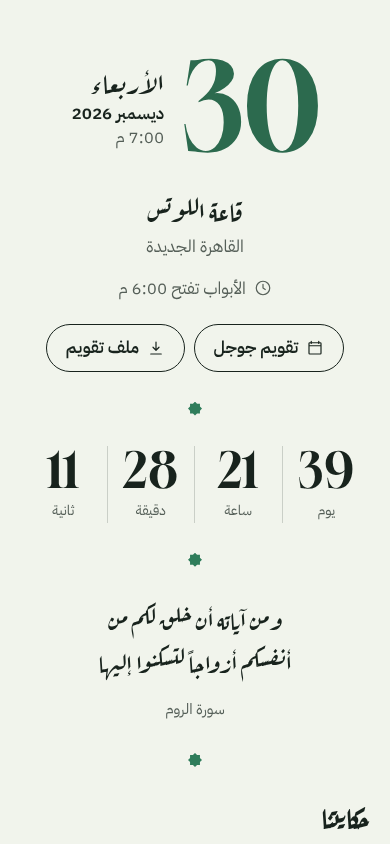 30
الأربعاء
ديسمبر 2026
7:00 م
قاعة اللوتس
القاهرة الجديدة
الأبواب تفتح 6:00 م
تقويم جوجل
ملف تقويم
39 21 28 11
يوم ساعة دقيقة ثانية
ومن آياته أن خلق لكم من
أنفسكم أزواجاً لتسكنوا إليها
سورة الروم
حكايتنا